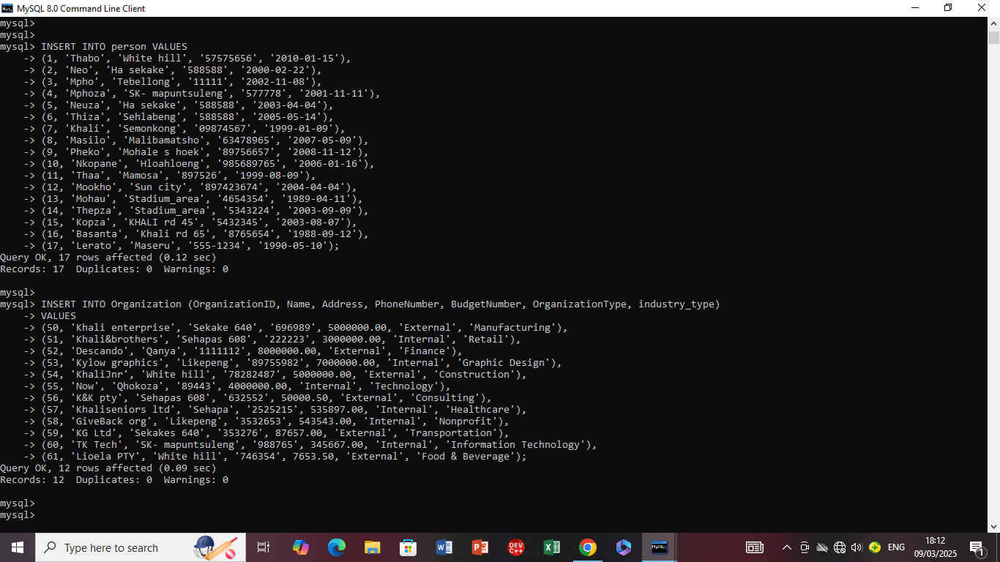 MySQL 8.0 Command Line Client
mysql>
mysql>
mysql> INSERT INTO person VALUES
    -> (1, 'Thabo', 'White hill', '57575656', '2010-01-15'),
    -> (2, 'Neo', 'Ha sekake', '588588', '2000-02-22'),
    -> (3, 'Mpho', 'Tebellong', '11111', '2002-11-08'),
    -> (4, 'Mphoza', 'SK- mapuntsuleng', '577778', '2001-11-11'),
    -> (5, 'Neuza', 'Ha sekake', '588588', '2003-04-04'),
    -> (6, 'Thiza', 'Sehlabeng', '588588', '2005-05-14'),
    -> (7, 'Khali', 'Semonkong', '09874567', '1999-01-09'),
    -> (8, 'Masilo', 'Malibamatsho', '63478965', '2007-05-09'),
    -> (9, 'Pheko', 'Mohale s hoek', '89756657', '2008-11-12'),
    -> (10, 'Nkopane', 'Hloahloeng', '985689765', '2006-01-16'),
    -> (11, 'Thaa', 'Mamosa', '897526', '1999-08-09'),
    -> (12, 'Mookho', 'Sun city', '897423674', '2004-04-04'),
    -> (13, 'Mohau', 'Stadium_area', '4654354', '1989-04-11'),
    -> (14, 'Thepza', 'Stadium_area', '5343224', '2003-09-09'),
    -> (15, 'Kopza', 'KHALI rd 45', '5432345', '2003-08-07'),
    -> (16, 'Basanta', 'Khali rd 65', '8765654', '1988-09-12'),
    -> (17, 'Lerato', 'Maseru', '555-1234', '1990-05-10');
Query OK, 17 rows affected (0.12 sec)
Records: 17  Duplicates: 0  Warnings: 0
mysql>
mysql> INSERT INTO Organization (OrganizationID, Name, Address, PhoneNumber, BudgetNumber, OrganizationType, industry_type)
    -> VALUES
    -> (50, 'Khali enterprise', 'Sekake 640', '696989', 5000000.00, 'External', 'Manufacturing'),
    -> (51, 'Khali&brothers', 'Sehapas 608', '222223', 3000000.00, 'Internal', 'Retail'),
    -> (52, 'Descando', 'Qanya', '1111112', 8000000.00, 'External', 'Finance'),
    -> (53, 'Kylow graphics', 'Likepeng', '89755982', 7000000.00, 'Internal', 'Graphic Design'),
    -> (54, 'KhaliJnr', 'White hill', '78282487', 5000000.00, 'External', 'Construction'),
    -> (55, 'Now', 'Qhokoza', '89443', 4000000.00, 'Internal', 'Technology'),
    -> (56, 'K&K pty', 'Sehapas 608', '632552', 50000.50, 'External', 'Consulting'),
    -> (57, 'Khaliseniors ltd', 'Sehapa', '2525215', 535897.00, 'Internal', 'Healthcare'),
    -> (58, 'GiveBack org', 'Likepeng', '3532653', 543543.00, 'Internal', 'Nonprofit'),
    -> (59, 'KG Ltd', 'Sekakes 640', '353276', 87657.00, 'External', 'Transportation'),
    -> (60, 'TK Tech', 'SK- mapuntsuleng', '988765', 345667.00, 'Internal', 'Information Technology'),
    -> (61, 'Lioela PTY', 'White hill', '746354', 7653.50, 'External', 'Food & Beverage');
Query OK, 12 rows affected (0.09 sec)
Records: 12  Duplicates: 0  Warnings: 0
mysql>
mysql>
Type here to search
DEV C++
MySQL
ENG
18:12
09/03/2025
1